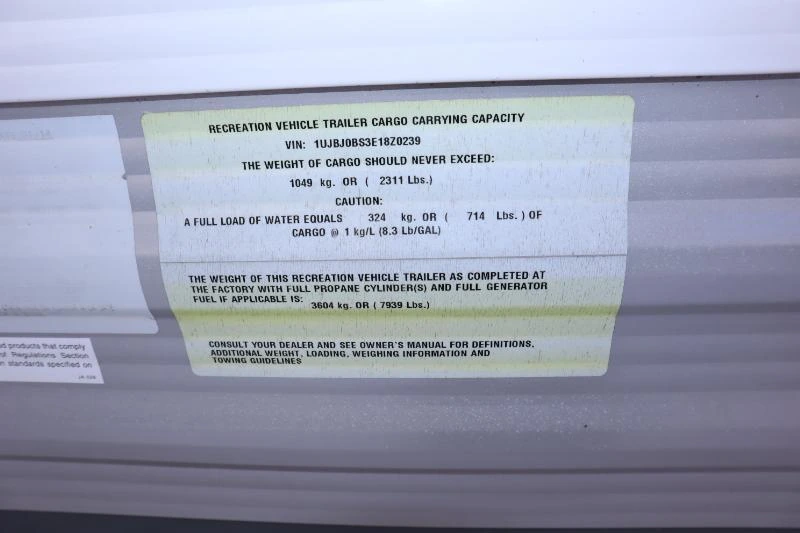 RECREATION VEHICLE TRAILER CARGO CARRYING CAPACITY
VIN: 1UJBJ0BS3E18Z0239
THE WEIGHT OF CARGO SHOULD NEVER EXCEED:
1049 kg. OR ( 2311 Lbs.)
CAUTION:
A FULL LOAD OF WATER EQUALS 324 kg. OR ( 714 Lbs. ) OF
CARGO @ 1 kg/L (8.3 Lb/GAL)
THE WEIGHT OF THIS RECREATION VEHICLE TRAILER AS COMPLETED AT
THE FACTORY WITH FULL PROPANE CYLINDER(S) AND FULL GENERATOR
FUEL IF APPLICABLE IS: 3604 kg. OR ( 7939 Lbs.)
CONSULT YOUR DEALER AND SEE OWNER'S MANUAL FOR DEFINITIONS,
ADDITIONAL WEIGHT, LOADING, WEIGHING INFORMATION AND
TOWING GUIDELINES
d products that comply
of Regulations Section
n standards specified on